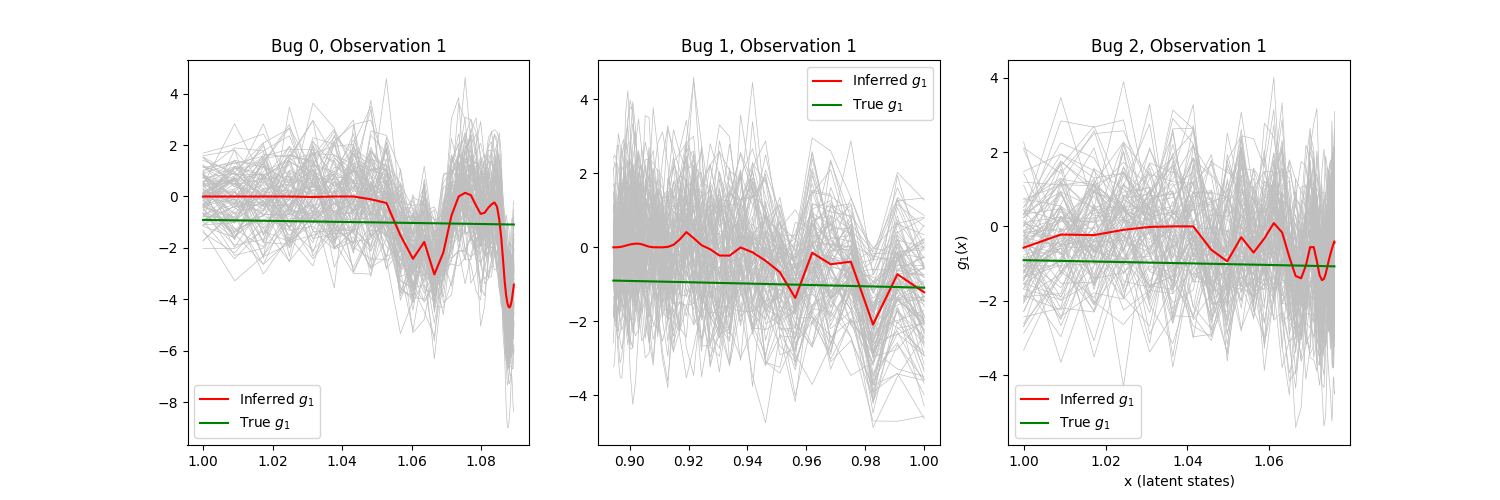 Bug 0, Observation 1
4
2
0
−2
−4
−6
−8
Inferred g₁
True g₁
1.00 1.02 1.04 1.06 1.08
Bug 1, Observation 1
4
2
0
−2
−4
Inferred g₁
True g₁
0.90 0.92 0.94 0.96 0.98 1.00
Bug 2, Observation 1
g₁(x)
4
2
0
−2
−4
Inferred g₁
True g₁
1.00 1.02 1.04 1.06
x (latent states)